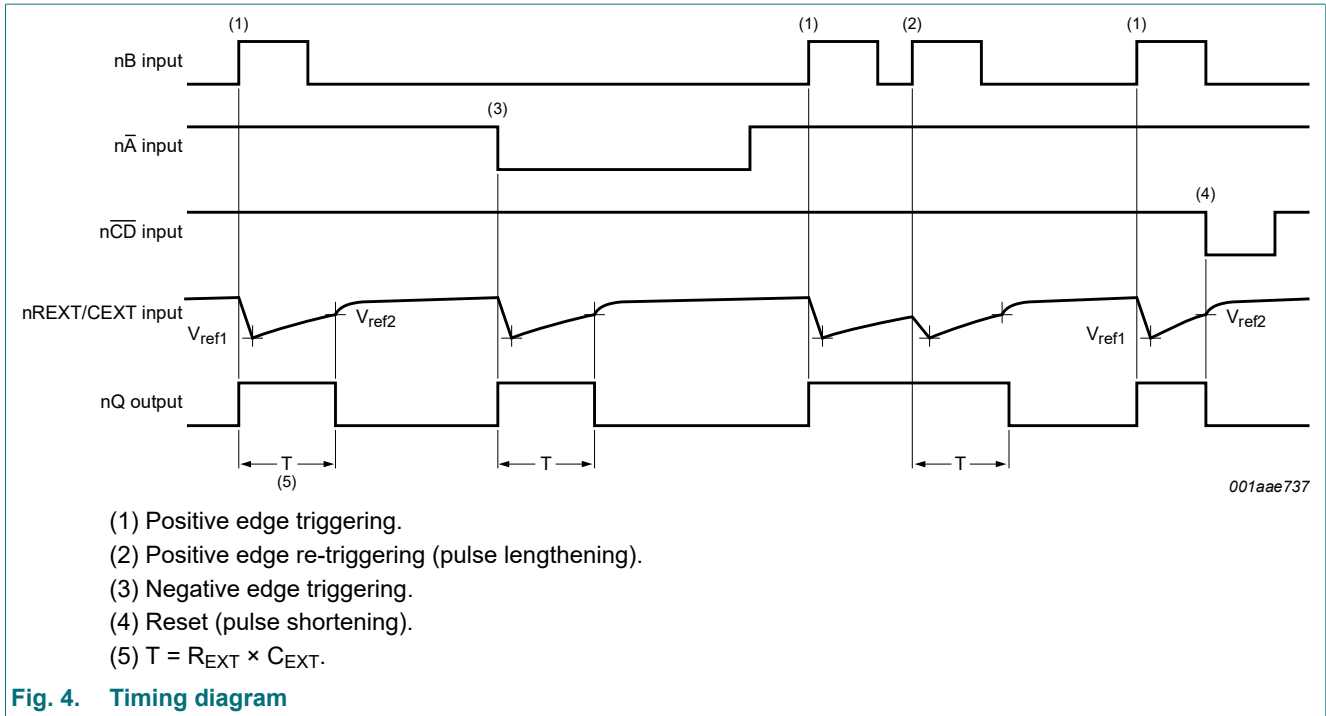 (1) (1) (2) (1)
nB input
(3)
nA̅ input
(4)
nC̅D̅ input
nREXT/CEXT input
Vref1 Vref2 Vref1 Vref2
nQ output
T T T
(5)
001aae737
(1) Positive edge triggering.
(2) Positive edge re-triggering (pulse lengthening).
(3) Negative edge triggering.
(4) Reset (pulse shortening).
(5) T = REXT × CEXT.
Fig. 4. Timing diagram